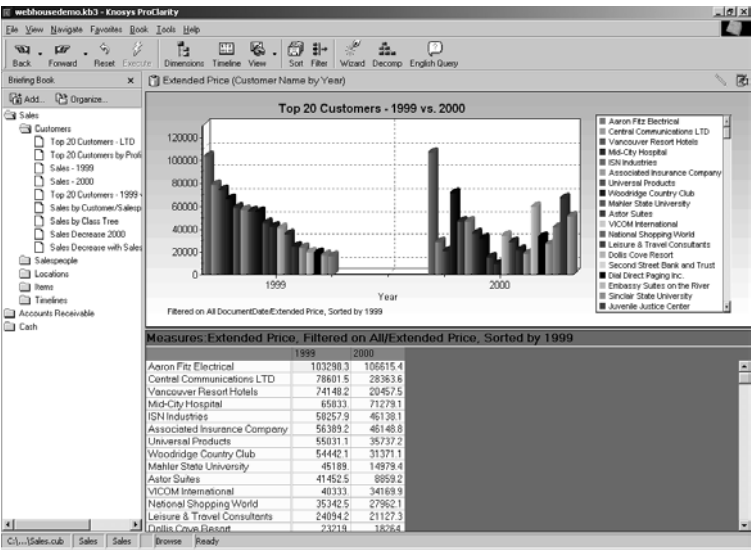 webhousedemo.kb3 - Knosys ProClarity
File View Navigate Favorites Book Tools Help
Back Forward Reset Execute Dimensions Timeline View Sort Filter Wizard Decomp English Query
Briefing Book
Extended Price (Customer Name by Year)
Add... Organize...
Sales
Customers
Top 20 Customers - LTD
Top 20 Customers by Profi
Sales - 1999
Sales - 2000
Top 20 Customers - 1999
Sales by Customer/Salesp
Sales by Class Tree
Sales Decrease 2000
Sales Decrease with Sales
Salespeople
Locations
Items
Timelines
Accounts Receivable
Cash
Top 20 Customers - 1999 vs. 2000
120000
100000
80000
60000
40000
20000
0
1999
2000
Year
Filtered on All DocumentDate/Extended Price, Sorted by 1999
Aaron Fitz Electrical
Central Communications LTD
Vancouver Resort Hotels
Mid-City Hospital
ISN Industries
Associated Insurance Company
Universal Products
Woodridge Country Club
Mahler State University
Astor Suites
VICOM International
National Shopping World
Leisure & Travel Consultants
Dollis Cove Resort
Second Street Bank and Trust
Dial Direct Paging Inc.
Embassy Suites on the River
Sinclair State University
Juvenile Justice Center
Measures:Extended Price, Filtered on All/Extended Price, Sorted by 1999
1999 2000
Aaron Fitz Electrical 103298.3 106615.4
Central Communications LTD 78601.5 28363.6
Vancouver Resort Hotels 74148.2 20457.5
Mid-City Hospital 65833. 71279.1
ISN Industries 58257.9 46138.1
Associated Insurance Company 56389.2 46148.8
Universal Products 55031.1 35737.2
Woodridge Country Club 54442.1 31371.1
Mahler State University 45189. 14979.4
Astor Suites 41452.5 8859.2
VICOM International 40333. 34169.9
National Shopping World 35342.5 27962.1
Leisure & Travel Consultants 24094.2 21127.3
Dollis Cove Resort 23219. 18264.
C:\...\Sales.cub Sales Sales Browse Ready